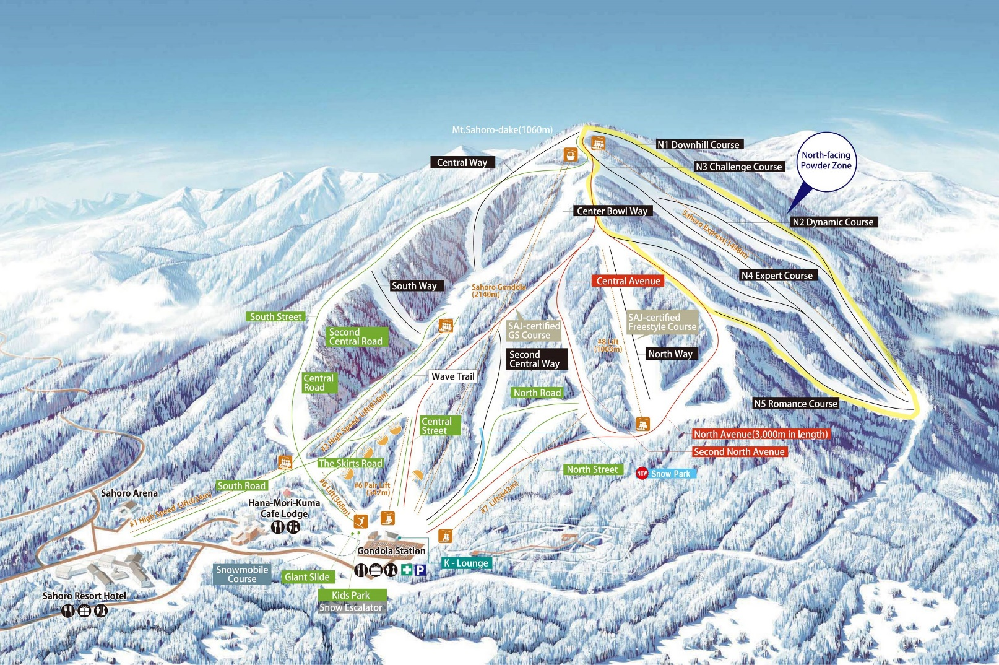 Mt.Sahoro-dake(1060m)
N1 Downhill Course
Central Way
N3 Challenge Course
North-facing
Powder Zone
Center Bowl Way
Sahoro Express(1498m)
N2 Dynamic Course
N4 Expert Course
Central Avenue
South Way
Sahoro Gondola
(2140m)
South Street
Second
Central Road
SAJ-certified
GS Course
SAJ-certified
Freestyle Course
#8 Lift
(1003m)
Second
Central Way
North Way
Central
Road
Wave Trail
North Road
#2 High Speed Lift(816m)
N5 Romance Course
Central
Street
North Avenue(3,000m in length)
Second North Avenue
The Skirts Road
North Street
NEW
Snow Park
South Road
#6 Lift(368m)
#6 Pair Lift
(547m)
#7 Lift(643m)
Sahoro Arena
#1 High Speed Lift(634m)
Hana-Mori-Kuma
Cafe Lodge
Gondola Station
P
K - Lounge
Snowmobile
Course
Giant Slide
Kids Park
Snow Escalator
Sahoro Resort Hotel